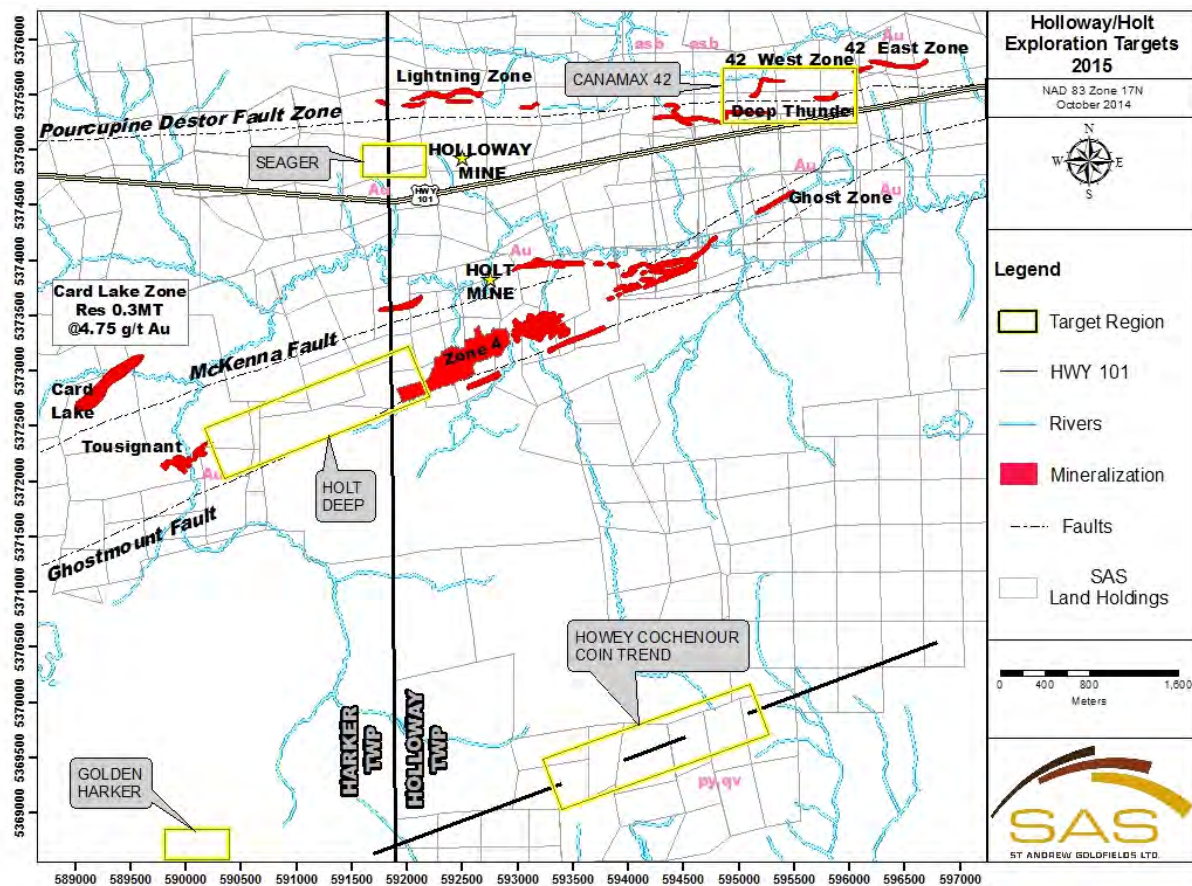 Holloway/Holt
Exploration Targets
2015
NAD 83 Zone 17N
October 2014
N
W
E
S
Legend
Target Region
HWY 101
Rivers
Mineralization
Faults
SAS
Land Holdings
0 400 800 1,600
Meters
SAS
ST ANDREW GOLDFIELDS LTD.
asb
asb
Au
42 East Zone
42 West Zone
CANAMAX 42
Lightning Zone
Deep Thunde
Pourcupine Destor Fault Zone
SEAGER
HOLLOWAY
MINE
Au
HWY
101
Au
Au
Ghost Zone
Au
HOLT
MINE
Card Lake Zone
Res 0.3MT
@4.75 g/t Au
McKenna Fault
Zone 4
Card
Lake
Tousignant
Au
HOLT
DEEP
Ghostmount Fault
HOWEY COCHENOUR
COIN TREND
HARKER
TWP
HOLLOWAY
TWP
py,qv
GOLDEN
HARKER
5376000
5375500
5375000
5374500
5374000
5373500
5373000
5372500
5372000
5371500
5371000
5370500
5370000
5369500
5369000
589000 589500 590000 590500 591000 591500 592000 592500 593000 593500 594000 594500 595000 595500 596000 596500 597000